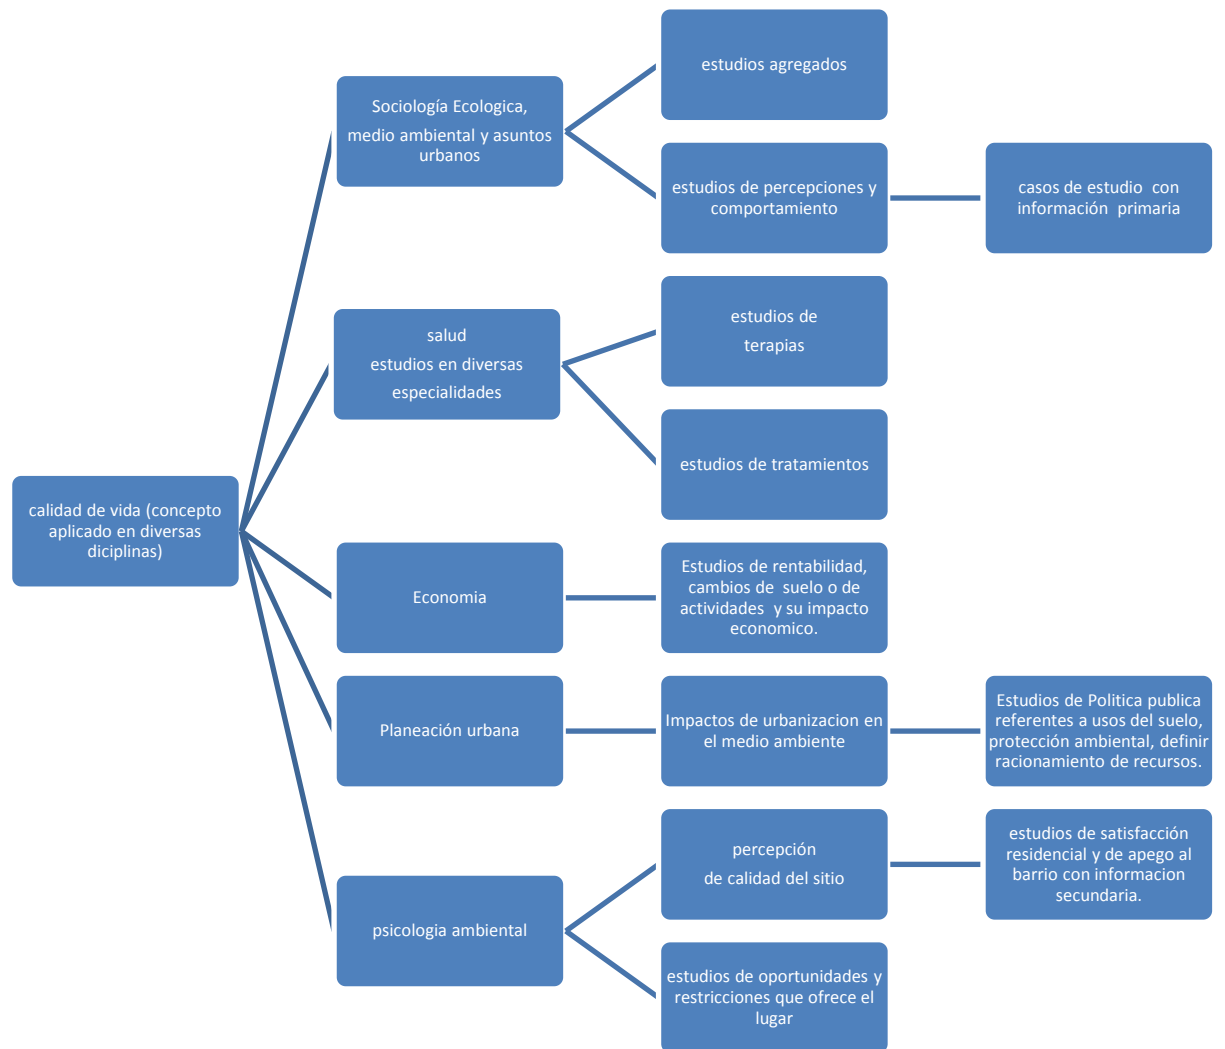 estudios agregados
Sociología Ecologica,
medio ambiental y asuntos
urbanos
estudios de percepciones y
comportamiento
casos de estudio con
información primaria
salud
estudios en diversas
especialidades
estudios de
terapias
estudios de tratamientos
calidad de vida (concepto
aplicado en diversas
diciplinas)
Economia
Estudios de rentabilidad,
cambios de suelo o de
actividades y su impacto
economico.
Planeación urbana
Impactos de urbanizacion en
el medio ambiente
Estudios de Politica publica
referentes a usos del suelo,
protección ambiental, definir
racionamiento de recursos.
percepción
de calidad del sitio
estudios de satisfacción
residencial y de apego al
barrio con informacion
secundaria.
psicologia ambiental
estudios de oportunidades y
restricciones que ofrece el
lugar